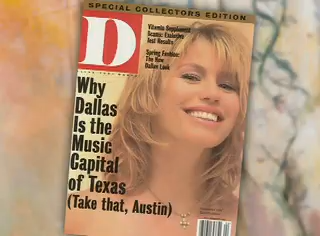 SPECIAL COLLECTORS EDITION
D
Vitamin Supplement
Scams: Exclusive
Test Results
Spring Fashion:
The New
Dallas Look
Why
Dallas
Is the
Music
Capital
of Texas
(Take that, Austin)